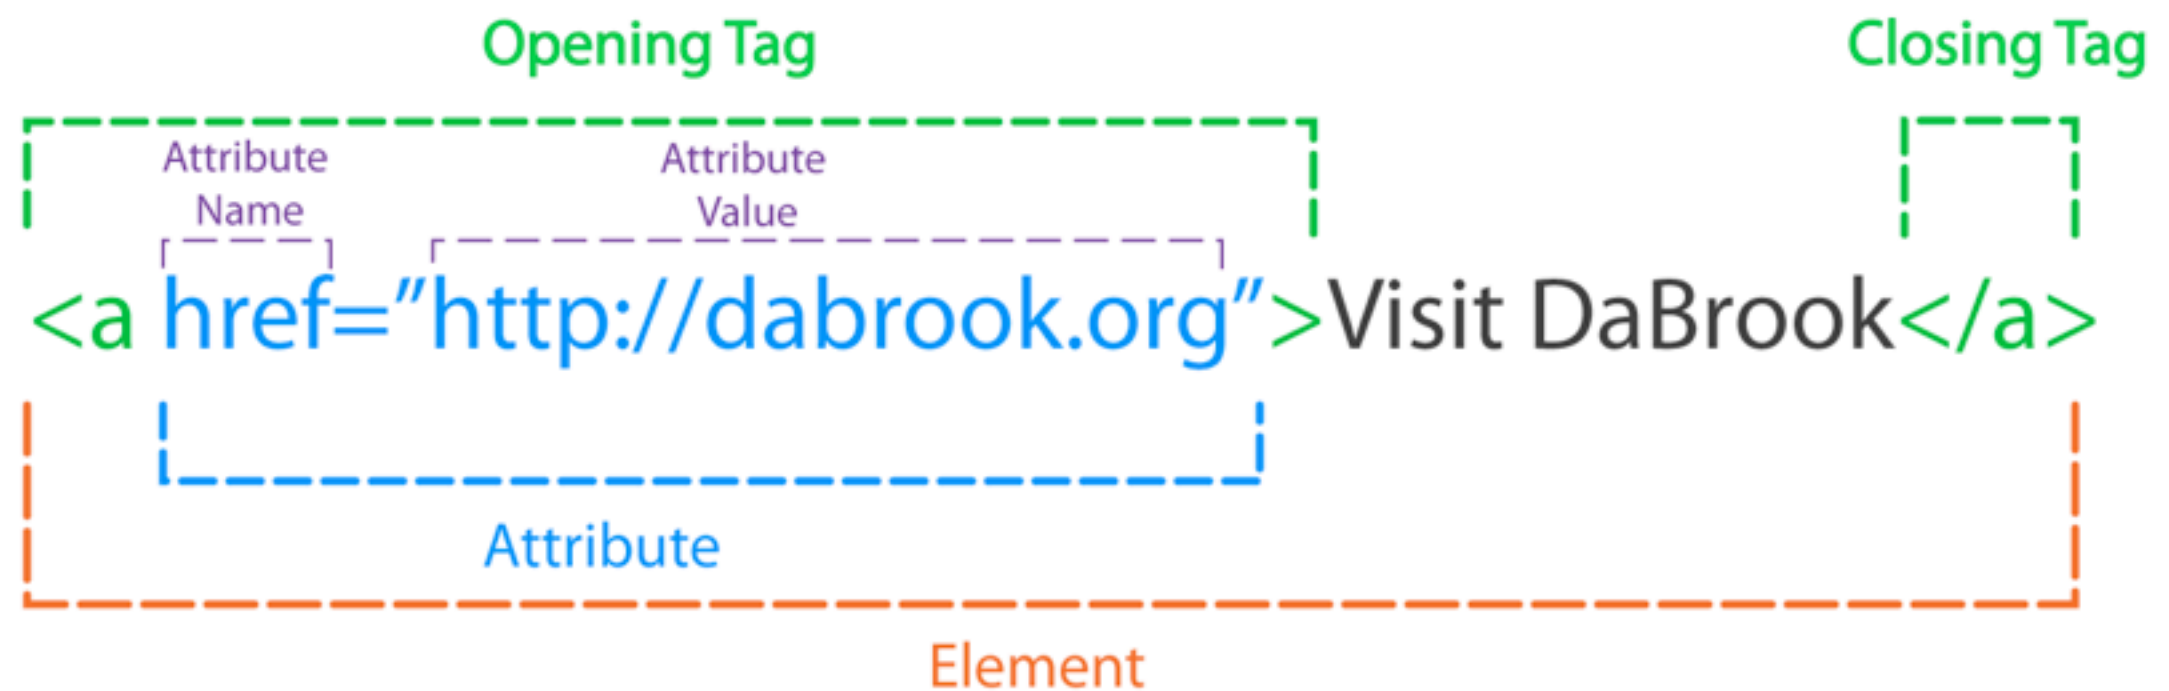 Opening Tag
Closing Tag
Attribute
Name
Attribute
Value
<a href=”http://dabrook.org”>Visit DaBrook</a>
Attribute
Element